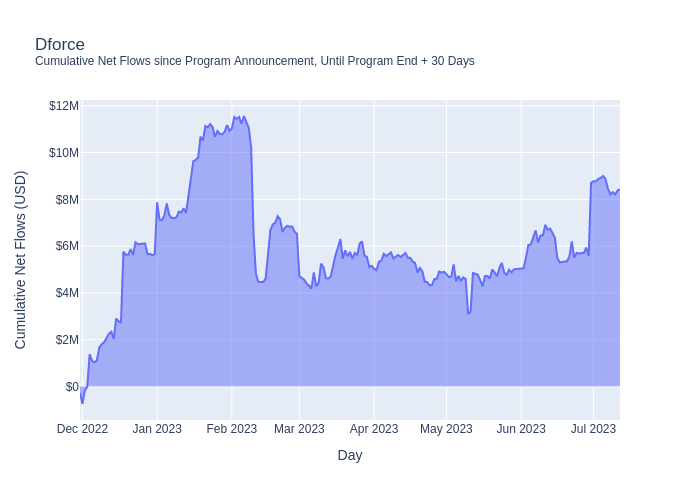 Dforce
Cumulative Net Flows since Program Announcement, Until Program End + 30 Days
Cumulative Net Flows (USD)
$12M
$10M
$8M
$6M
$4M
$2M
$0
Dec 2022
Jan 2023
Feb 2023
Mar 2023
Apr 2023
May 2023
Jun 2023
Jul 2023
Day